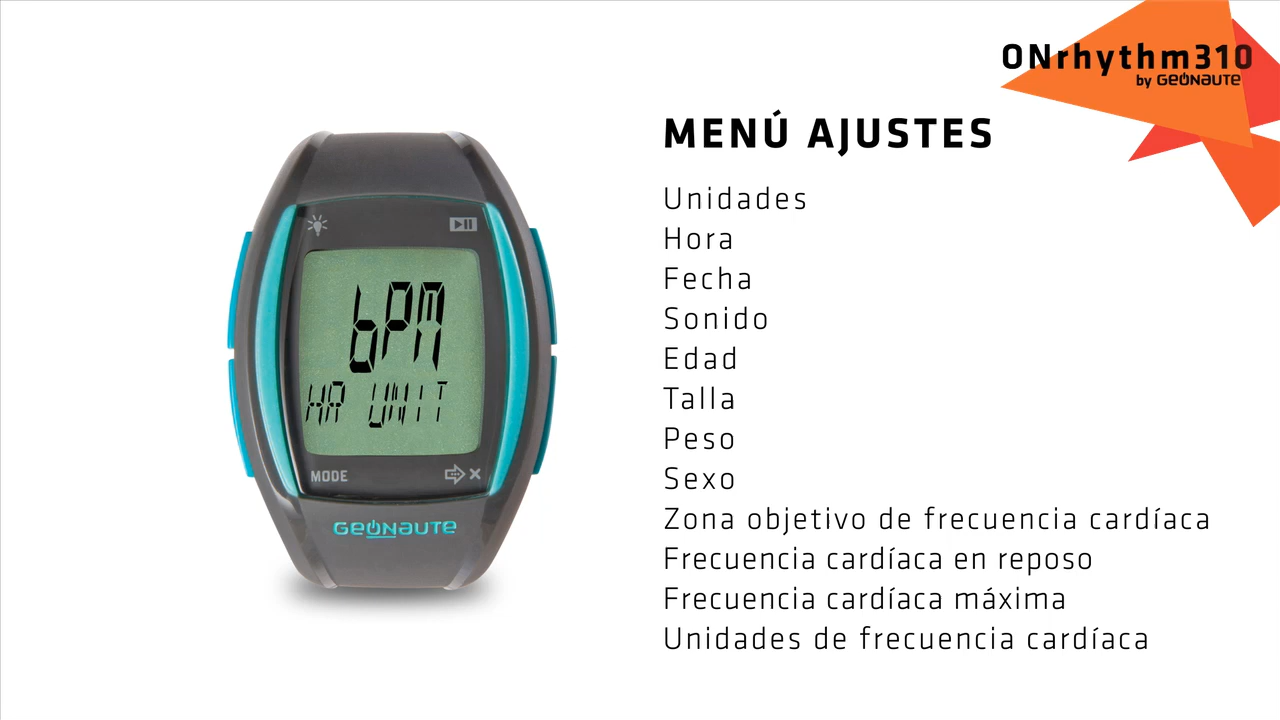 ONrhythm310
by GEONAUTE
MENÚ AJUSTES
Unidades
Hora
Fecha
Sonido
Edad
Talla
Peso
Sexo
Zona objetivo de frecuencia cardíaca
Frecuencia cardíaca en reposo
Frecuencia cardíaca máxima
Unidades de frecuencia cardíaca
bPM
HR UNIT
MODE
GEONAUTE